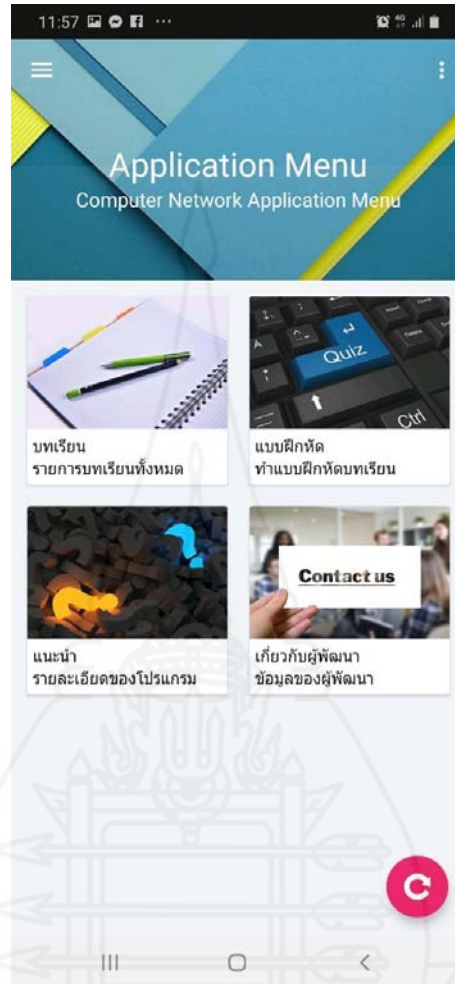 11:57
4G
Application Menu
Computer Network Application Menu
Quiz
Ctrl
บทเรียน
รายการบทเรียนทั้งหมด
แบบฝึกหัด
ทำแบบฝึกหัดบทเรียน
Contact us
แนะนำ
รายละเอียดของโปรแกรม
เกี่ยวกับผู้พัฒนา
ข้อมูลของผู้พัฒนา